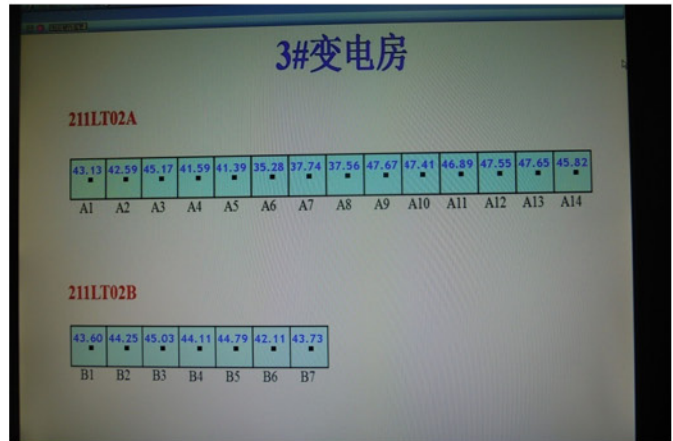 3#变电房
211LT02A
43.13 42.59 45.17 41.59 41.39 35.28 37.74 37.56 47.67 47.41 46.89 47.55 47.65 45.82
A1 A2 A3 A4 A5 A6 A7 A8 A9 A10 A11 A12 A13 A14
211LT02B
43.60 44.25 45.03 44.11 44.79 42.11 43.73
B1 B2 B3 B4 B5 B6 B7